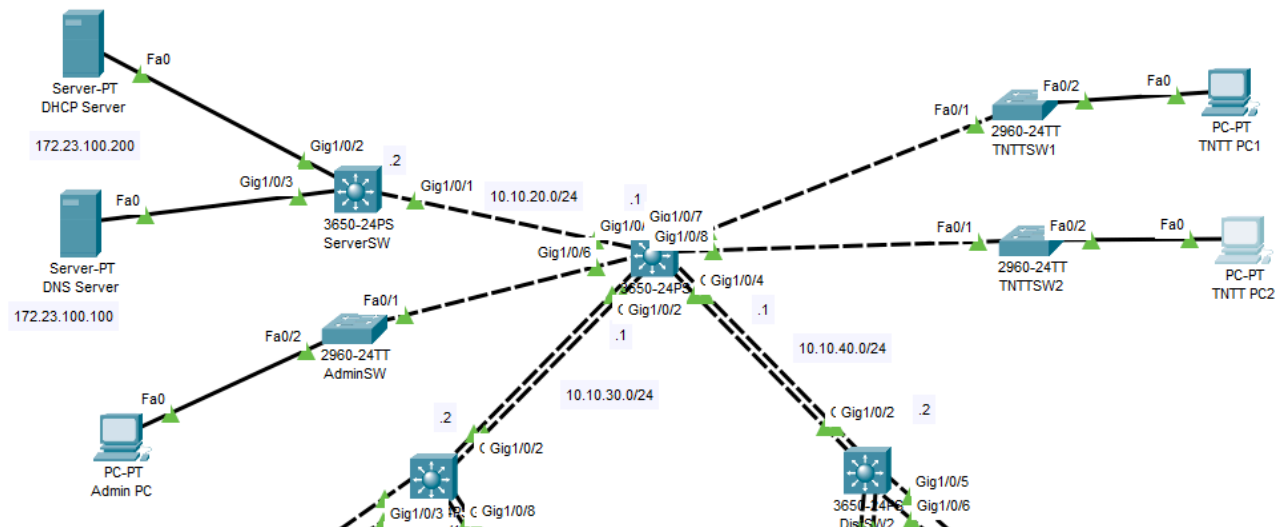 Fa0
Server-PT
DHCP Server
172.23.100.200
Gig1/0/2
.2
Gig1/0/3
Gig1/0/1
Fa0
3650-24PS
ServerSW
10.10.20.0/24
Server-PT
DNS Server
172.23.100.100
.1
Gig1/0/7
Gig1/0/8
Gig1/0/6
Gig1/0/4
Gig1/0/2
.1
.1
Fa0/1
Fa0/2
2960-24TT
AdminSW
Fa0
PC-PT
Admin PC
Fa0/1
Fa0/2
Fa0
2960-24TT
TNTTSW1
PC-PT
TNTT PC1
Fa0/1
Fa0/2
Fa0
2960-24TT
TNTTSW2
PC-PT
TNTT PC2
10.10.40.0/24
10.10.30.0/24
.2
Gig1/0/2
Gig1/0/3
Gig1/0/8
Gig1/0/2
.2
Gig1/0/5
Gig1/0/6
3650-24PS
DistSW2